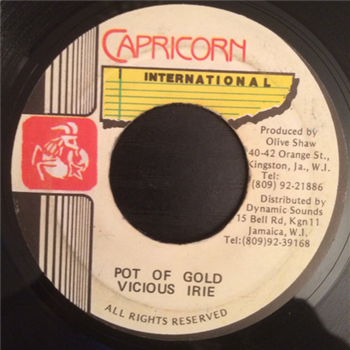 CAPRICORN
INTERNATIONAL
Produced by
Olive Shaw
40-42 Orange St.,
Kingston, Ja., W.I.
Tel:
(809) 92-21886
Distributed by
Dynamic Sounds
15 Bell Rd, Kgn11
Jamaica, W.I.
Tel:(809)92-39168
POT OF GOLD
VICIOUS IRIE
ALL RIGHTS RESERVED